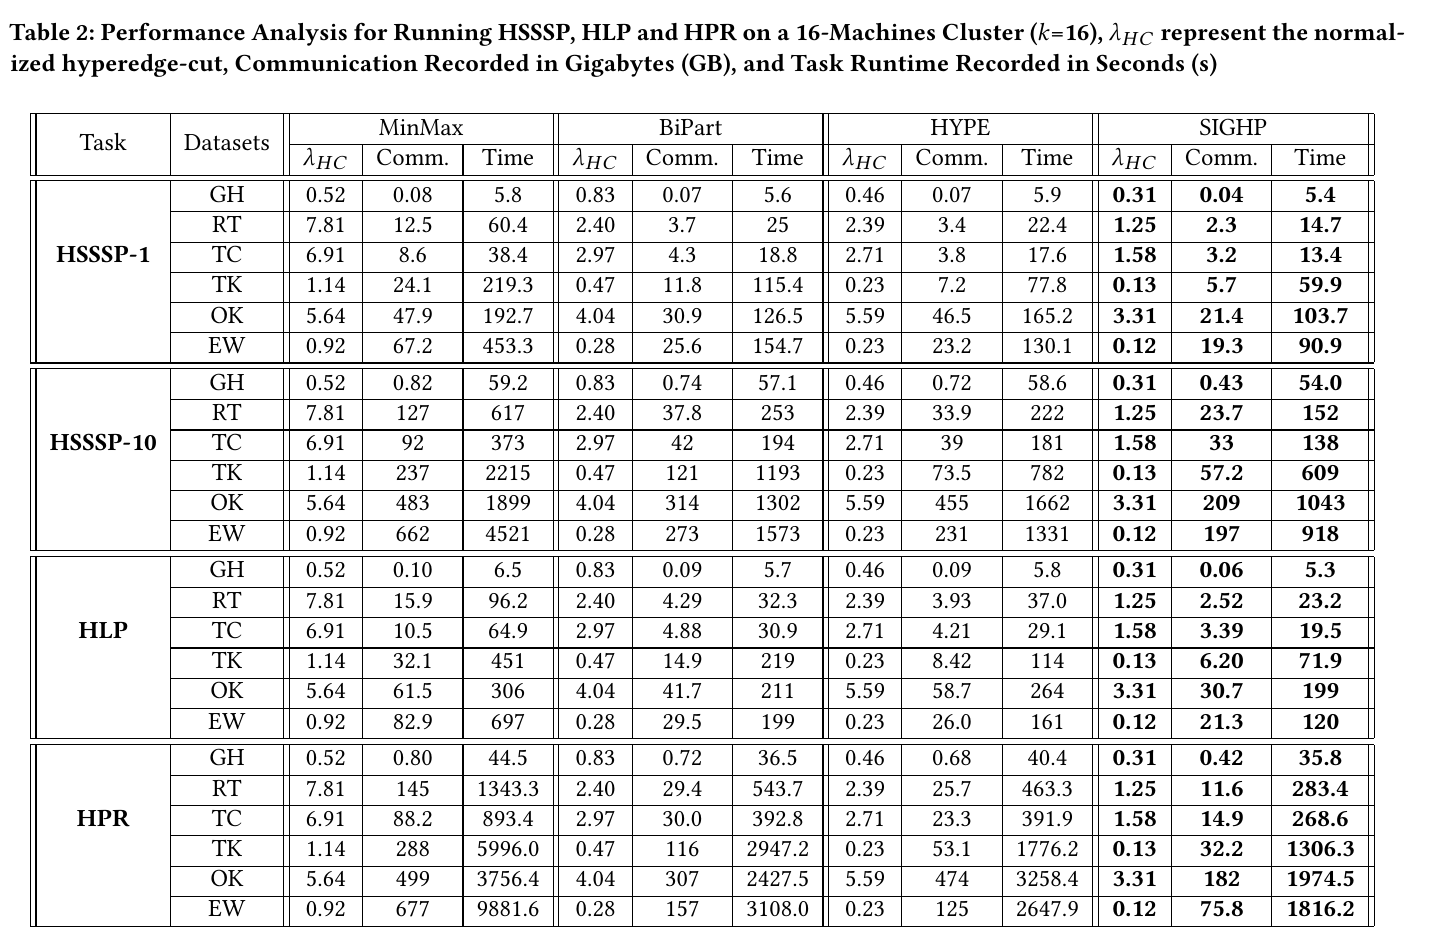 Table 2: Performance Analysis for Running HSSSP, HLP and HPR on a 16-Machines Cluster (k=16), λHC represent the normal-
ized hyperedge-cut, Communication Recorded in Gigabytes (GB), and Task Runtime Recorded in Seconds (s)
Task Datasets MinMax BiPart HYPE SIGHP
λHC Comm. Time λHC Comm. Time λHC Comm. Time λHC Comm. Time
HSSSP-1
GH 0.52 0.08 5.8 0.83 0.07 5.6 0.46 0.07 5.9 0.31 0.04 5.4
RT 7.81 12.5 60.4 2.40 3.7 25 2.39 3.4 22.4 1.25 2.3 14.7
TC 6.91 8.6 38.4 2.97 4.3 18.8 2.71 3.8 17.6 1.58 3.2 13.4
TK 1.14 24.1 219.3 0.47 11.8 115.4 0.23 7.2 77.8 0.13 5.7 59.9
OK 5.64 47.9 192.7 4.04 30.9 126.5 5.59 46.5 165.2 3.31 21.4 103.7
EW 0.92 67.2 453.3 0.28 25.6 154.7 0.23 23.2 130.1 0.12 19.3 90.9
HSSSP-10
GH 0.52 0.82 59.2 0.83 0.74 57.1 0.46 0.72 58.6 0.31 0.43 54.0
RT 7.81 127 617 2.40 37.8 253 2.39 33.9 222 1.25 23.7 152
TC 6.91 92 373 2.97 42 194 2.71 39 181 1.58 33 138
TK 1.14 237 2215 0.47 121 1193 0.23 73.5 782 0.13 57.2 609
OK 5.64 483 1899 4.04 314 1302 5.59 455 1662 3.31 209 1043
EW 0.92 662 4521 0.28 273 1573 0.23 231 1331 0.12 197 918
HLP
GH 0.52 0.10 6.5 0.83 0.09 5.7 0.46 0.09 5.8 0.31 0.06 5.3
RT 7.81 15.9 96.2 2.40 4.29 32.3 2.39 3.93 37.0 1.25 2.52 23.2
TC 6.91 10.5 64.9 2.97 4.88 30.9 2.71 4.21 29.1 1.58 3.39 19.5
TK 1.14 32.1 451 0.47 14.9 219 0.23 8.42 114 0.13 6.20 71.9
OK 5.64 61.5 306 4.04 41.7 211 5.59 58.7 264 3.31 30.7 199
EW 0.92 82.9 697 0.28 29.5 199 0.23 26.0 161 0.12 21.3 120
HPR
GH 0.52 0.80 44.5 0.83 0.72 36.5 0.46 0.68 40.4 0.31 0.42 35.8
RT 7.81 145 1343.3 2.40 29.4 543.7 2.39 25.7 463.3 1.25 11.6 283.4
TC 6.91 88.2 893.4 2.97 30.0 392.8 2.71 23.3 391.9 1.58 14.9 268.6
TK 1.14 288 5996.0 0.47 116 2947.2 0.23 53.1 1776.2 0.13 32.2 1306.3
OK 5.64 499 3756.4 4.04 307 2427.5 5.59 474 3258.4 3.31 182 1974.5
EW 0.92 677 9881.6 0.28 157 3108.0 0.23 125 2647.9 0.12 75.8 1816.2